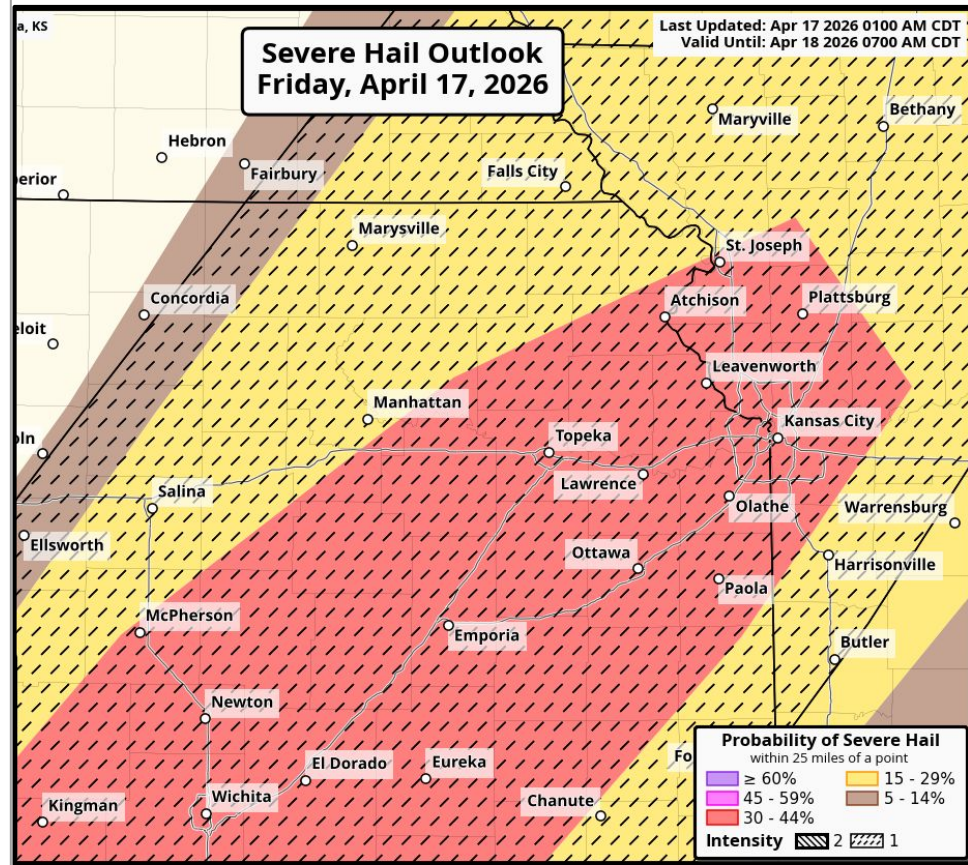 a, KS
Severe Hail Outlook
Friday, April 17, 2026
Last Updated: Apr 17 2026 0100 AM CDT
Valid Until: Apr 18 2026 0700 AM CDT
Maryville
Bethany
Hebron
Fairbury
Falls City
erior
Marysville
St. Joseph
Concordia
Atchison
Plattsburg
eloit
Leavenworth
Manhattan
Kansas City
Topeka
oln
Lawrence
Salina
Olathe
Warrensburg
Ellsworth
Ottawa
Harrisonville
Paola
McPherson
Emporia
Butler
Newton
El Dorado
Eureka
Fo
Kingman
Wichita
Chanute
Probability of Severe Hail
within 25 miles of a point
≥ 60%
15 - 29%
45 - 59%
5 - 14%
30 - 44%
Intensity 2 1